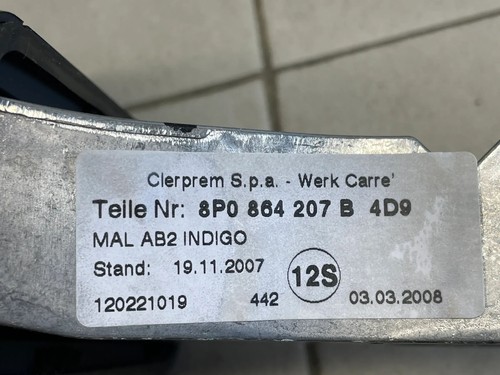 Clerprem S.p.a. - Werk Carre'
Teile Nr: 8P0 864 207 B 4D9
MAL AB2 INDIGO
Stand: 19.11.2007 12S
120221019 442 03.03.2008